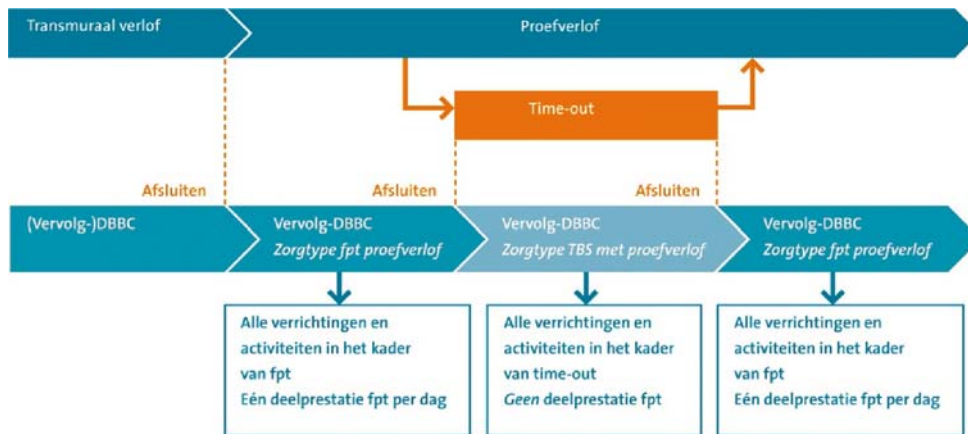 Transmuraal verlof
Proefverlof
Time-out
Afsluiten
Afsluiten
Afsluiten
(Vervolg-)DBBC
Vervolg-DBBC
Zorgtype fpt proefverlof
Vervolg-DBBC
Zorgtype TBS met proefverlof
Vervolg-DBBC
Zorgtype fpt proefverlof
Alle verrichtingen en
activiteiten in het kader
van fpt
Eén deelprestatie fpt per dag
Alle verrichtingen en
activiteiten in het kader
van time-out
Geen deelprestatie fpt
Alle verrichtingen en
activiteiten in het kader
van fpt
Eén deelprestatie fpt per dag